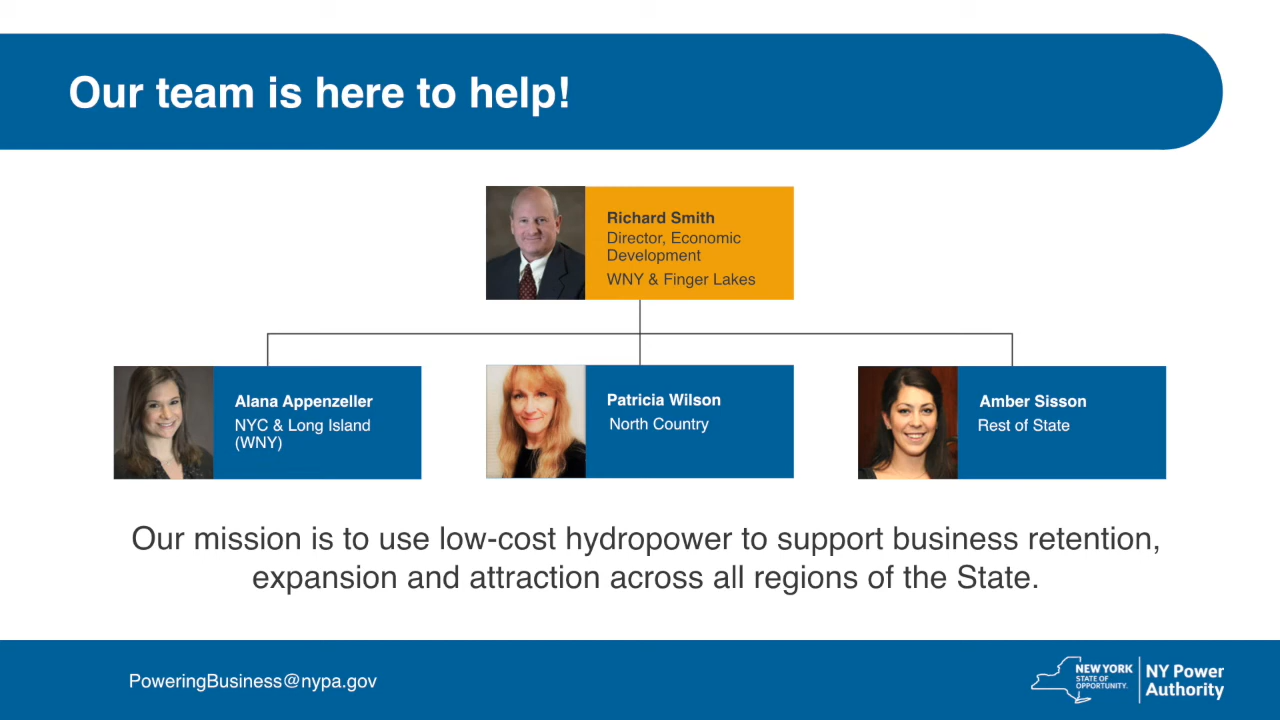 Our team is here to help!
Richard Smith
Director, Economic
Development
WNY & Finger Lakes
Alana Appenzeller
NYC & Long Island
(WNY)
Patricia Wilson
North Country
Amber Sisson
Rest of State
Our mission is to use low-cost hydropower to support business retention,
expansion and attraction across all regions of the State.
PoweringBusiness@nypa.gov
NEW YORK
STATE OF
OPPORTUNITY.
NY Power
Authority